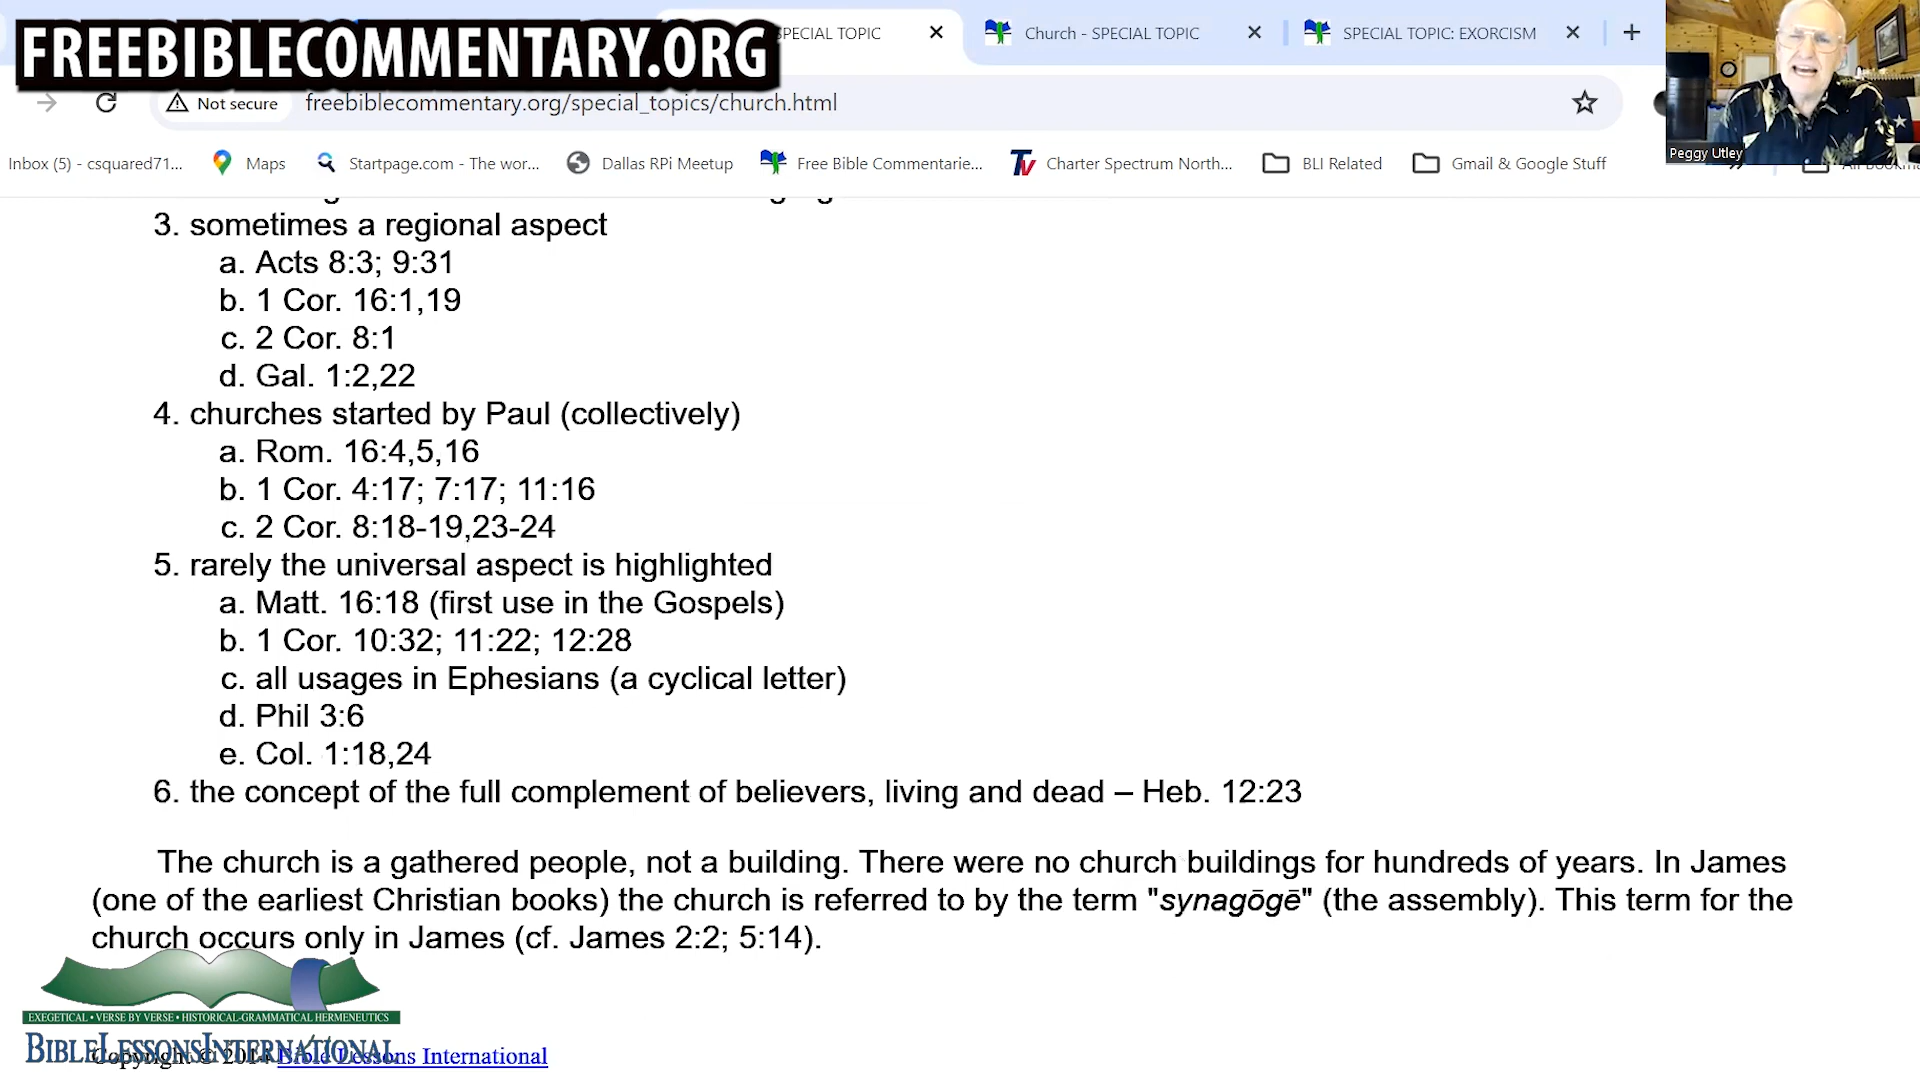 FREEBIBLECOMMENTARY.ORG
SPECIAL TOPIC
Church - SPECIAL TOPIC
SPECIAL TOPIC: EXORCISM
Not secure
freebiblecommentary.org/special_topics/church.html
Peggy Utley
Inbox (5) - csquared71...
Maps
Startpage.com - The wor...
Dallas RPi Meetup
Free Bible Commentarie...
Charter Spectrum North...
BLI Related
Gmail & Google Stuff
3. sometimes a regional aspect
a. Acts 8:3; 9:31
b. 1 Cor. 16:1,19
c. 2 Cor. 8:1
d. Gal. 1:2,22
4. churches started by Paul (collectively)
a. Rom. 16:4,5,16
b. 1 Cor. 4:17; 7:17; 11:16
c. 2 Cor. 8:18-19,23-24
5. rarely the universal aspect is highlighted
a. Matt. 16:18 (first use in the Gospels)
b. 1 Cor. 10:32; 11:22; 12:28
c. all usages in Ephesians (a cyclical letter)
d. Phil 3:6
e. Col. 1:18,24
6. the concept of the full complement of believers, living and dead – Heb. 12:23
The church is a gathered people, not a building. There were no church buildings for hundreds of years. In James
(one of the earliest Christian books) the church is referred to by the term "synagōgē" (the assembly). This term for the
church occurs only in James (cf. James 2:2; 5:14).
EXEGETICAL • VERSE BY VERSE • HISTORICAL-GRAMMATICAL HERMENEUTICS
BIBLELESSONSINTERNATIONAL
Copyright © 2014 Bible Lessons International